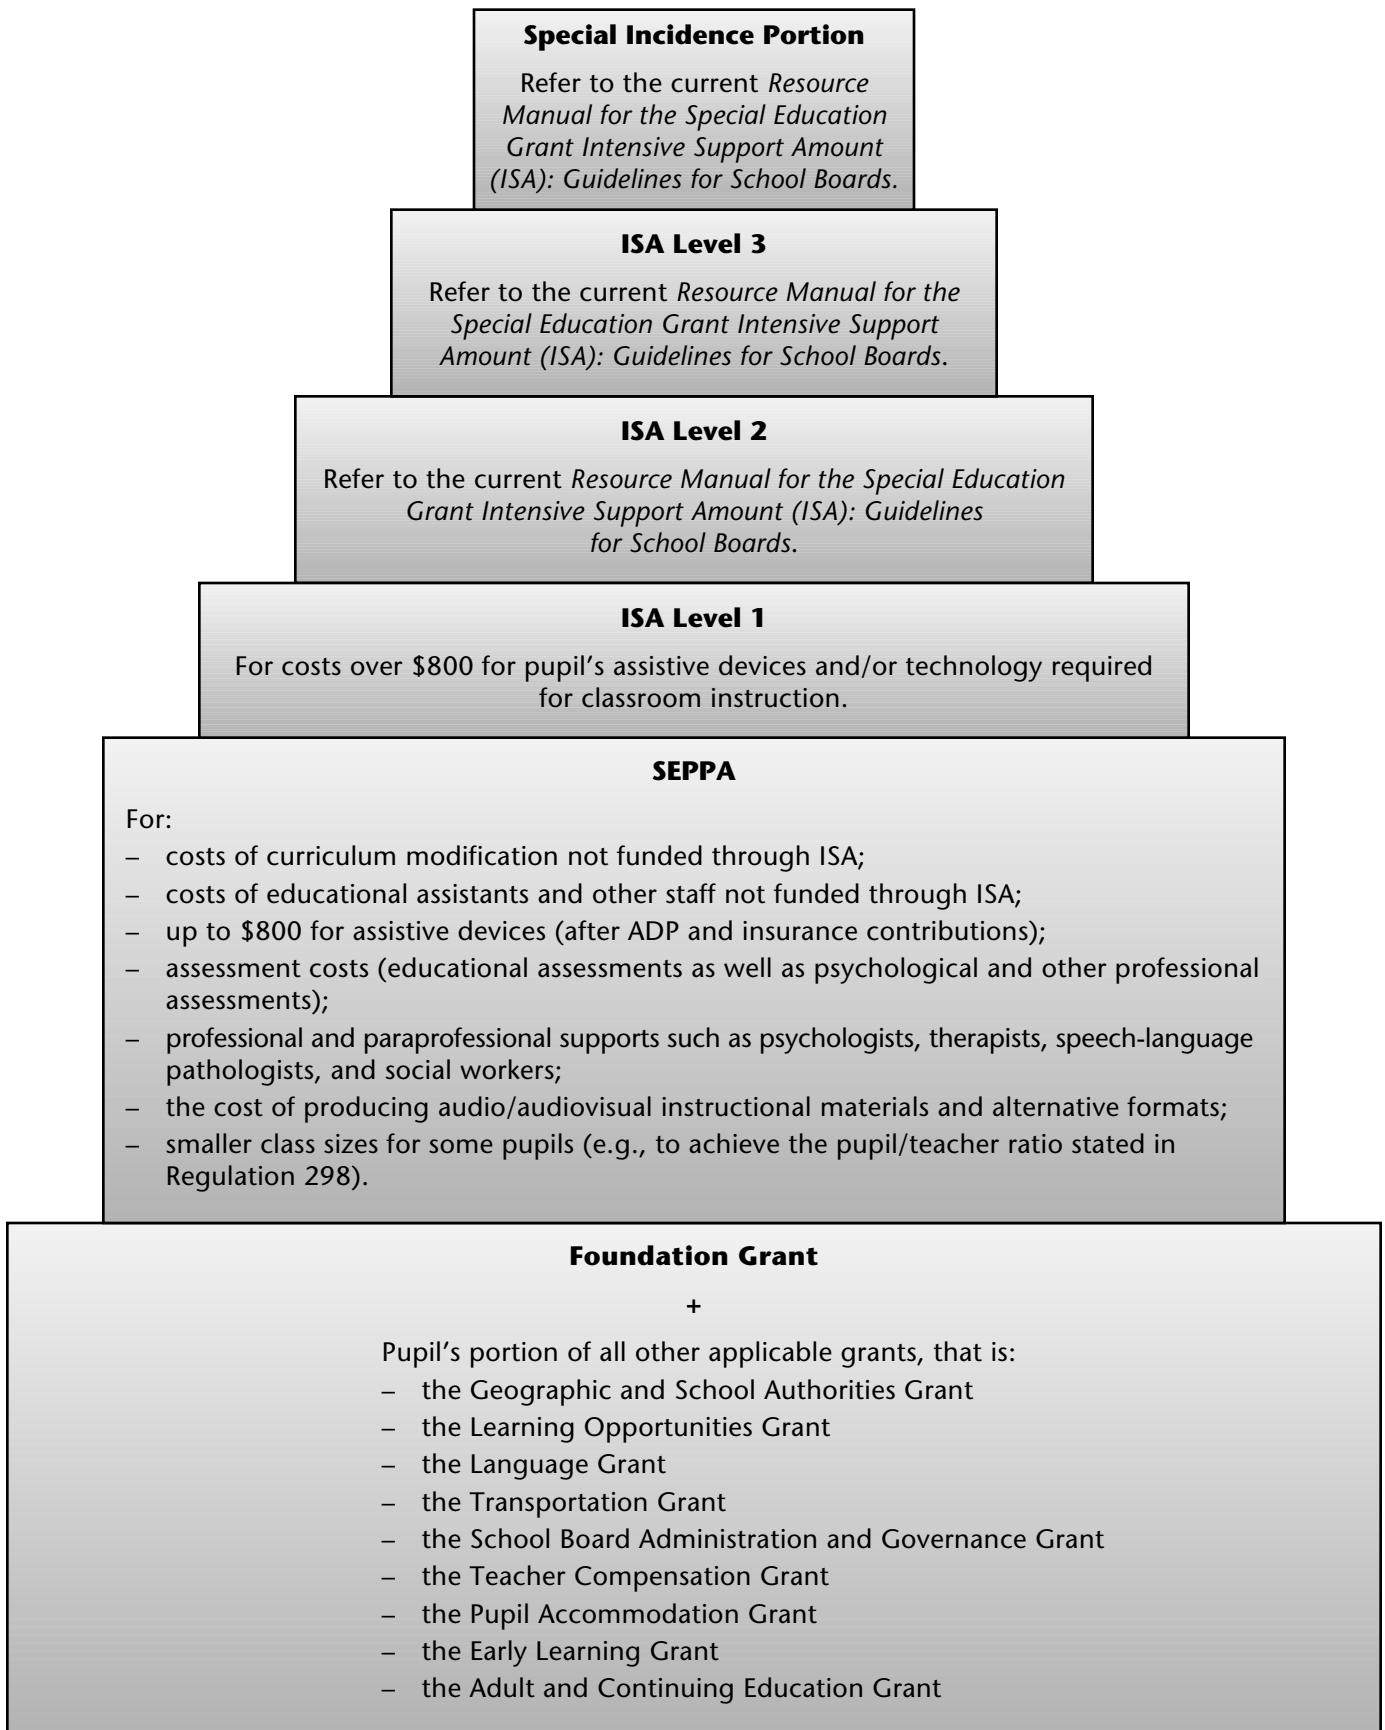 Special Incidence Portion
Refer to the current Resource
Manual for the Special Education
Grant Intensive Support Amount
(ISA): Guidelines for School Boards.
ISA Level 3
Refer to the current Resource Manual for the
Special Education Grant Intensive Support
Amount (ISA): Guidelines for School Boards.
ISA Level 2
Refer to the current Resource Manual for the Special Education
Grant Intensive Support Amount (ISA): Guidelines
for School Boards.
ISA Level 1
For costs over $800 for pupil’s assistive devices and/or technology required
for classroom instruction.
SEPPA
For:
– costs of curriculum modification not funded through ISA;
– costs of educational assistants and other staff not funded through ISA;
– up to $800 for assistive devices (after ADP and insurance contributions);
– assessment costs (educational assessments as well as psychological and other professional
assessments);
– professional and paraprofessional supports such as psychologists, therapists, speech-language
pathologists, and social workers;
– the cost of producing audio/audiovisual instructional materials and alternative formats;
– smaller class sizes for some pupils (e.g., to achieve the pupil/teacher ratio stated in
Regulation 298).
Foundation Grant
+
Pupil’s portion of all other applicable grants, that is:
– the Geographic and School Authorities Grant
– the Learning Opportunities Grant
– the Language Grant
– the Transportation Grant
– the School Board Administration and Governance Grant
– the Teacher Compensation Grant
– the Pupil Accommodation Grant
– the Early Learning Grant
– the Adult and Continuing Education Grant